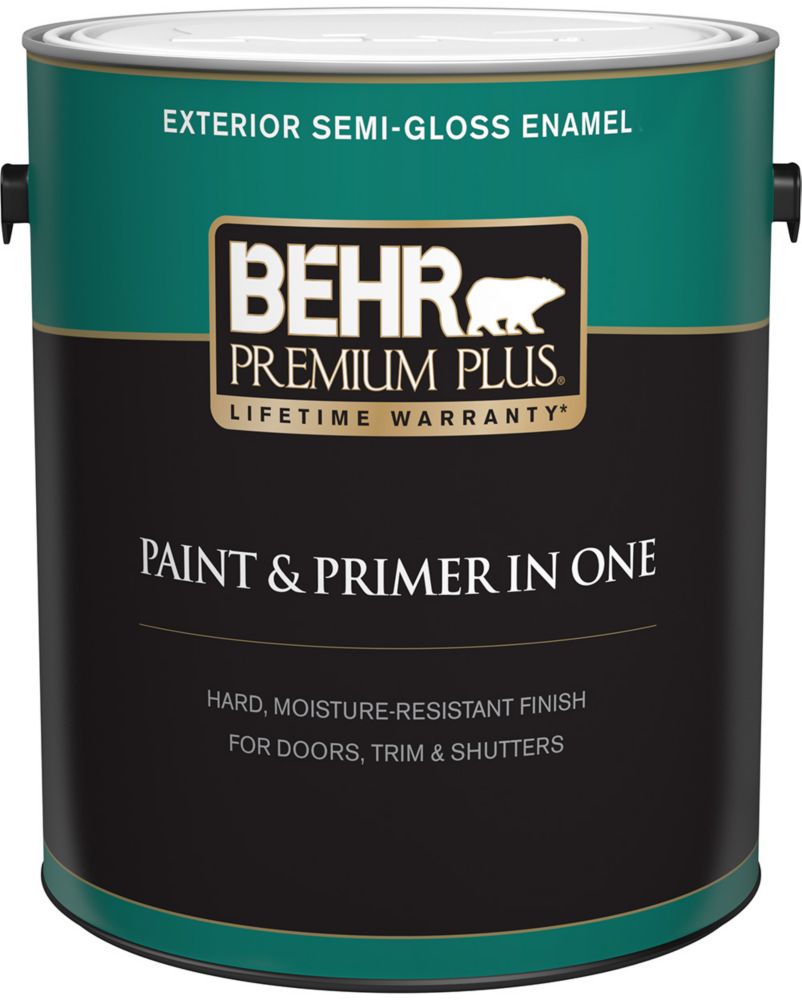 EXTERIOR SEMI-GLOSS ENAMEL
BEHR
PREMIUM PLUS®
LIFETIME WARRANTY*
PAINT & PRIMER IN ONE
HARD, MOISTURE-RESISTANT FINISH
FOR DOORS, TRIM & SHUTTERS